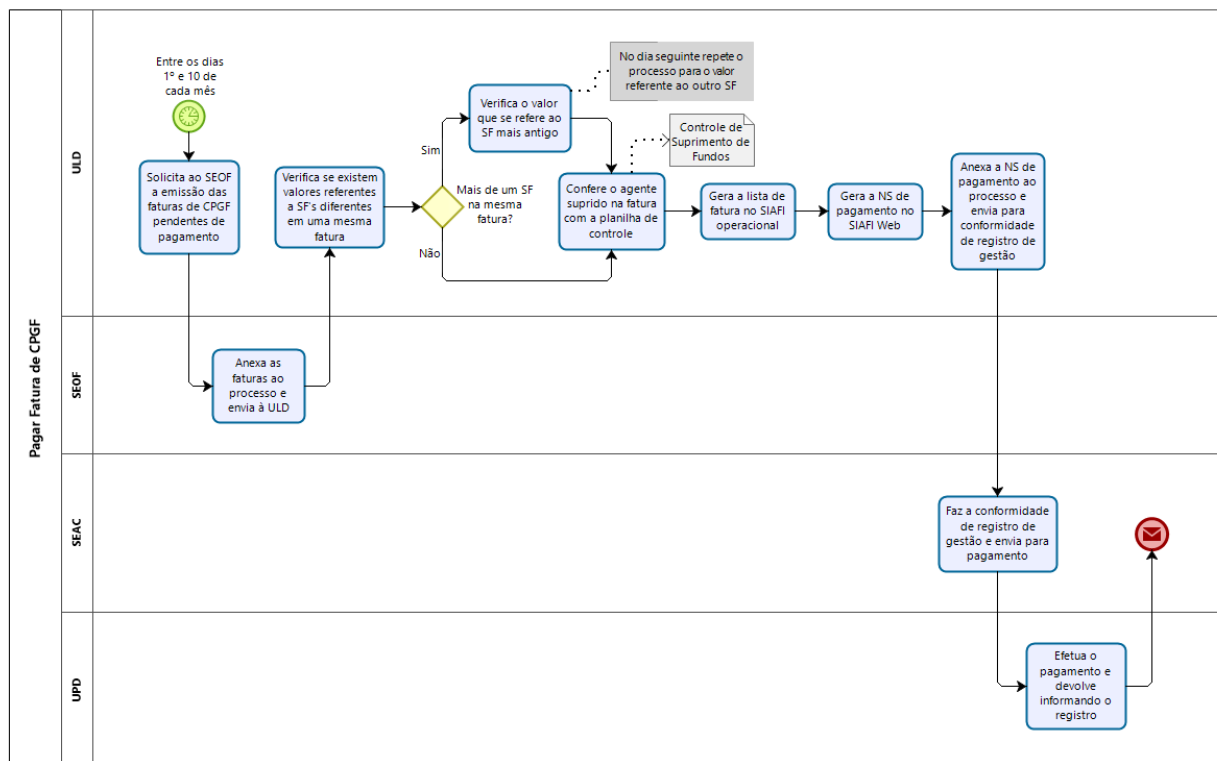 Pagar Fatura de CPGF
ULD
Entre os dias
1º e 10 de
cada mês
Solicita ao SEOF
a emissão das
faturas de CPGF
pendentes de
pagamento
Verifica se existem
valores referentes
a SF's diferentes
em uma mesma
fatura
Mais de um SF
na mesma
fatura?
Sim
Não
Verifica o valor
que se refere ao
SF mais antigo
No dia seguinte repete o
processo para o valor
referente ao outro SF
Controle de
Suprimento de
Fundos
Confere o agente
suprido na fatura
com a planilha de
controle
Gera a lista de
fatura no SIAFI
operacional
Gera a NS de
pagamento no
SIAFI Web
Anexa a NS de
pagamento ao
processo e
envia para
conformidade
de registro de
gestão
SEOF
Anexa as
faturas ao
processo e
envia à ULD
SEAC
Faz a conformidade
de registro de
gestão e envia para
pagamento
UPD
Efetua o
pagamento e
devolve
informando o
registro